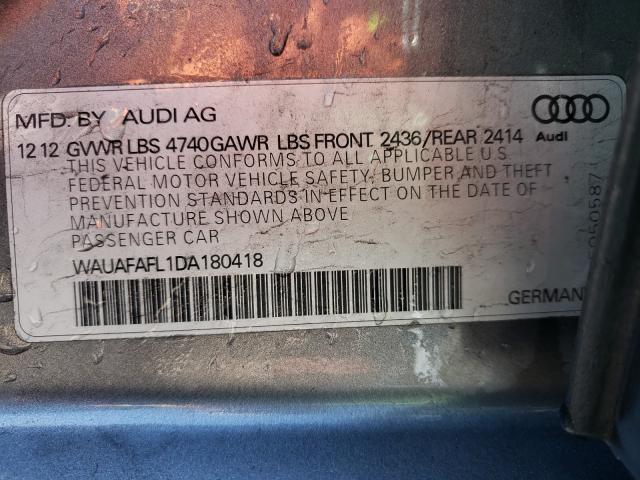 MFD. BY AUDI AG
12 12 GVWR LBS 4740 GAWR LBS FRONT 2436/REAR 2414
Audi
THIS VEHICLE CONFORMS TO ALL APPLICABLE U.S.
FEDERAL MOTOR VEHICLE SAFETY, BUMPER AND THEFT
PREVENTION STANDARDS IN EFFECT ON THE DATE OF
MANUFACTURE SHOWN ABOVE
PASSENGER CAR
WAUAFAFL1DA180418